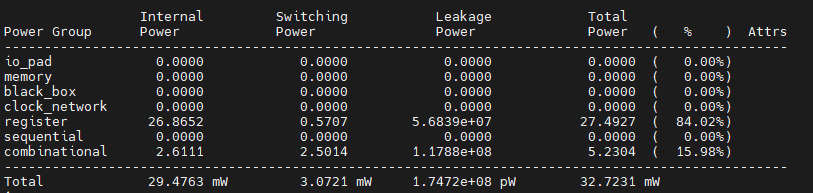 Internal Switching Leakage Total
Power Group Power Power Power Power ( % ) Attrs
--------------------------------------------------------------------------------
io_pad 0.0000 0.0000 0.0000 0.0000 ( 0.00%)
memory 0.0000 0.0000 0.0000 0.0000 ( 0.00%)
black_box 0.0000 0.0000 0.0000 0.0000 ( 0.00%)
clock_network 0.0000 0.0000 0.0000 0.0000 ( 0.00%)
register 26.8652 0.5707 5.6839e+07 27.4927 ( 84.02%)
sequential 0.0000 0.0000 0.0000 0.0000 ( 0.00%)
combinational 2.6111 2.5014 1.1788e+08 5.2304 ( 15.98%)
--------------------------------------------------------------------------------
Total 29.4763 mW 3.0721 mW 1.7472e+08 pW 32.7231 mW